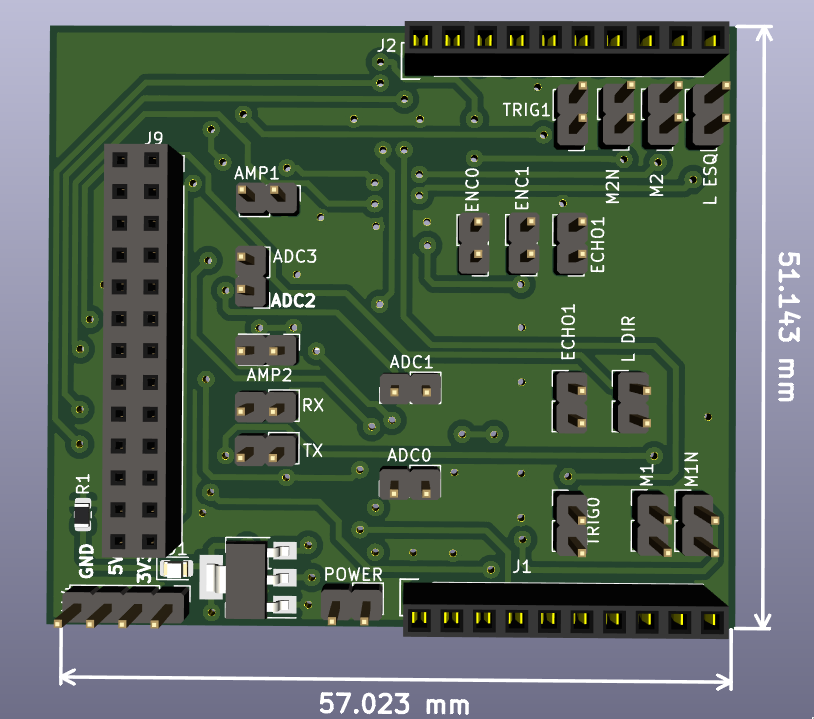 J2
TRIG1
J9
AMP1
ENC0
ENC1
M2N
M2
L ESQ
ECHO1
ADC3
ADC2
51.143 mm
ECHO1
L DIR
ADC1
AMP2
RX
TX
ADC0
R1
M1
M1N
TRIG0
GND
5V
POWER
J1
57.023 mm